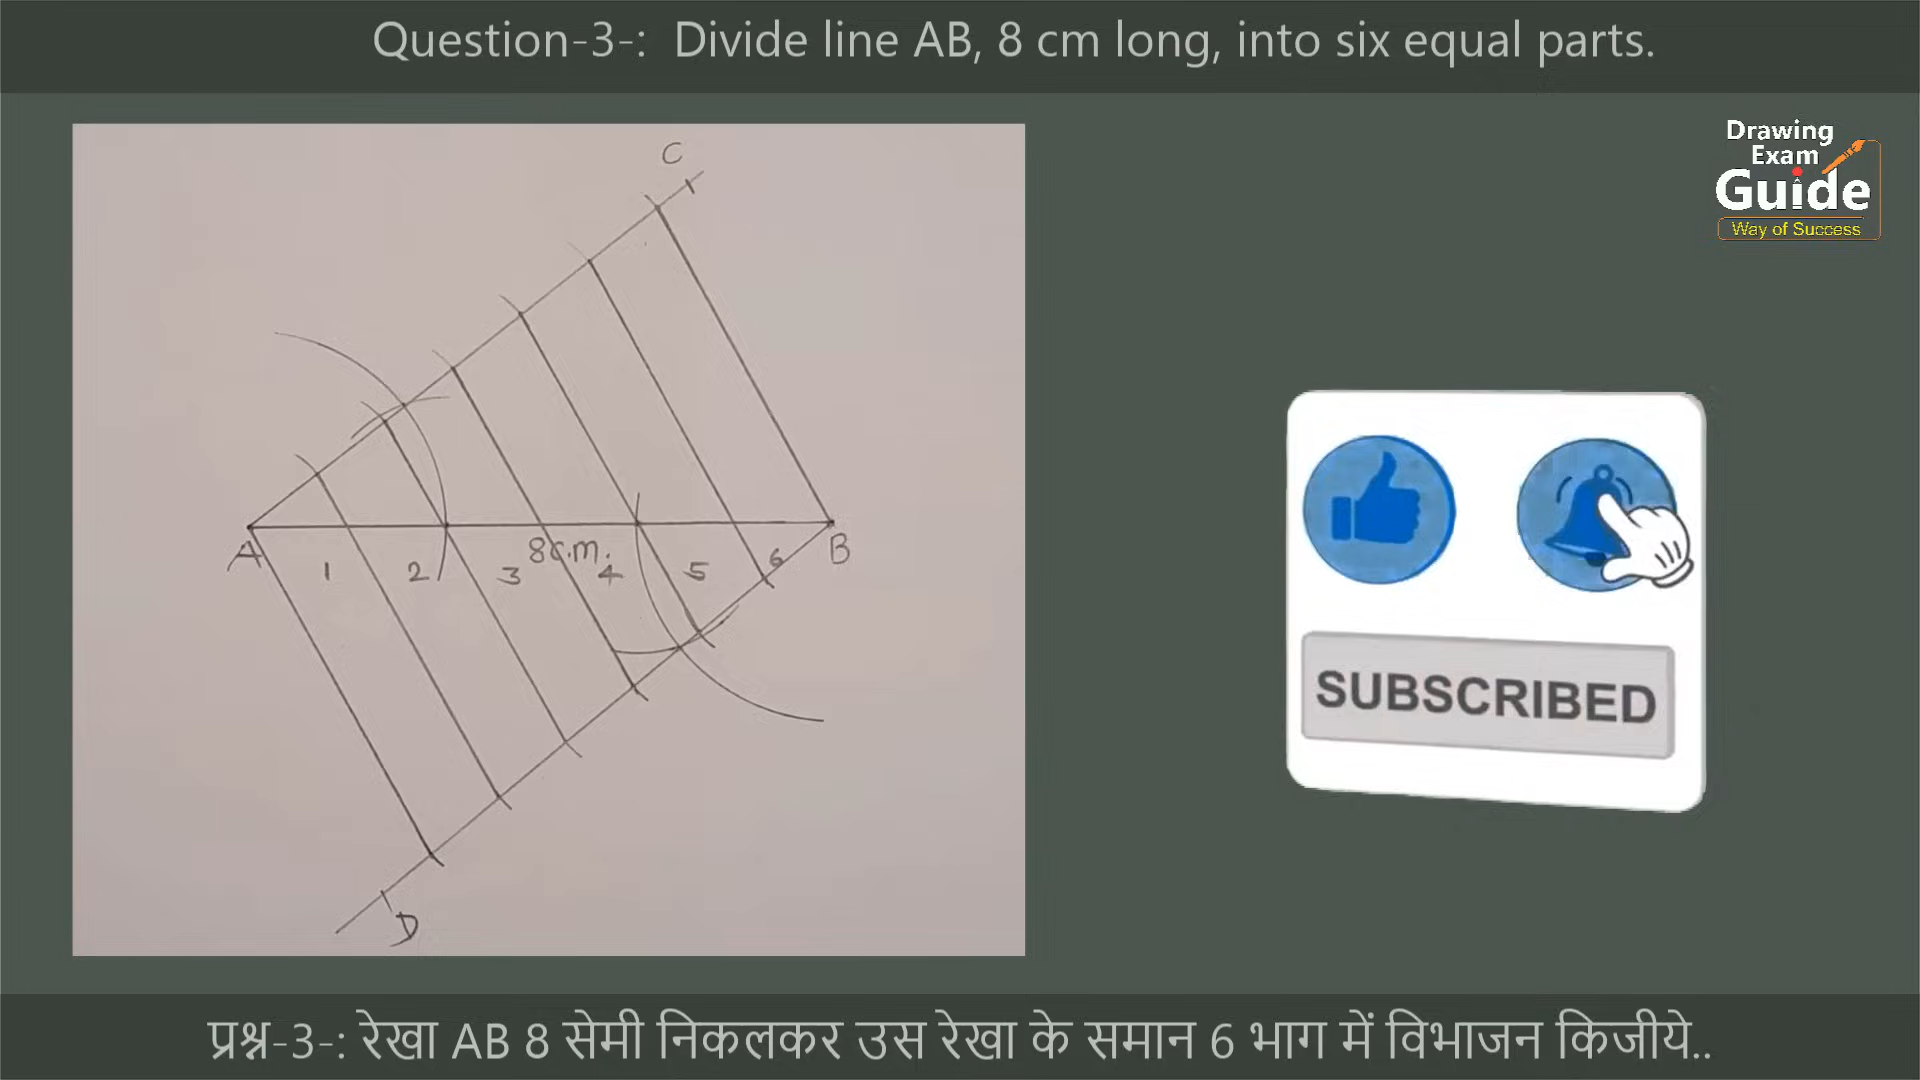 Question-3-: Divide line AB, 8 cm long, into six equal parts.
Drawing
Exam
Guide
Way of Success
C
A
B
8c.m.
1 2 3 4 5 6
D
SUBSCRIBED
प्रश्न-3-: रेखा AB 8 सेमी निकलकर उस रेखा के समान 6 भाग में विभाजन किजीये..